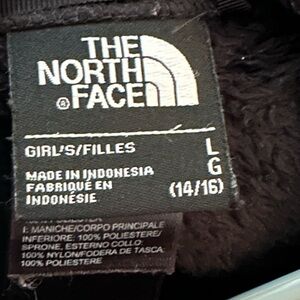 THE
NORTH
FACE
®
GIRL'S/FILLES L
G
MADE IN INDONESIA
FABRIQUÉ EN
INDONÉSIE (14/16)
I: MANICHE/CORPO PRINCIPALE
INFERIORE: 100% POLIESTERE/
SPRONE, ESTERNO COLLO:
100% NYLON/FODERA DI TASCA:
100% POLIESTERE